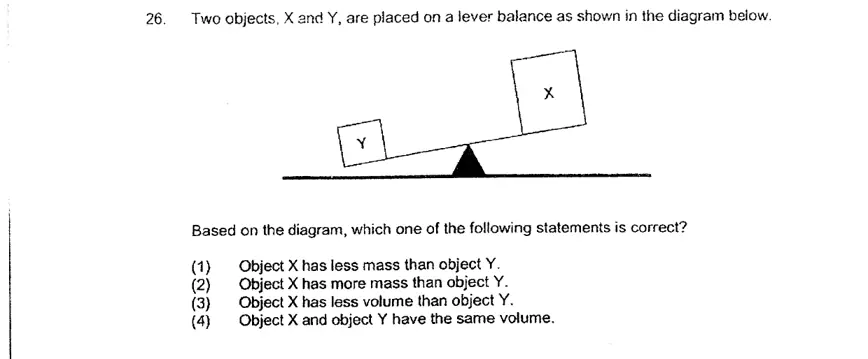 26. Two objects, X and Y, are placed on a lever balance as shown in the diagram below.
X
Y
Based on the diagram, which one of the following statements is correct?
(1) Object X has less mass than object Y.
(2) Object X has more mass than object Y.
(3) Object X has less volume than object Y.
(4) Object X and object Y have the same volume.